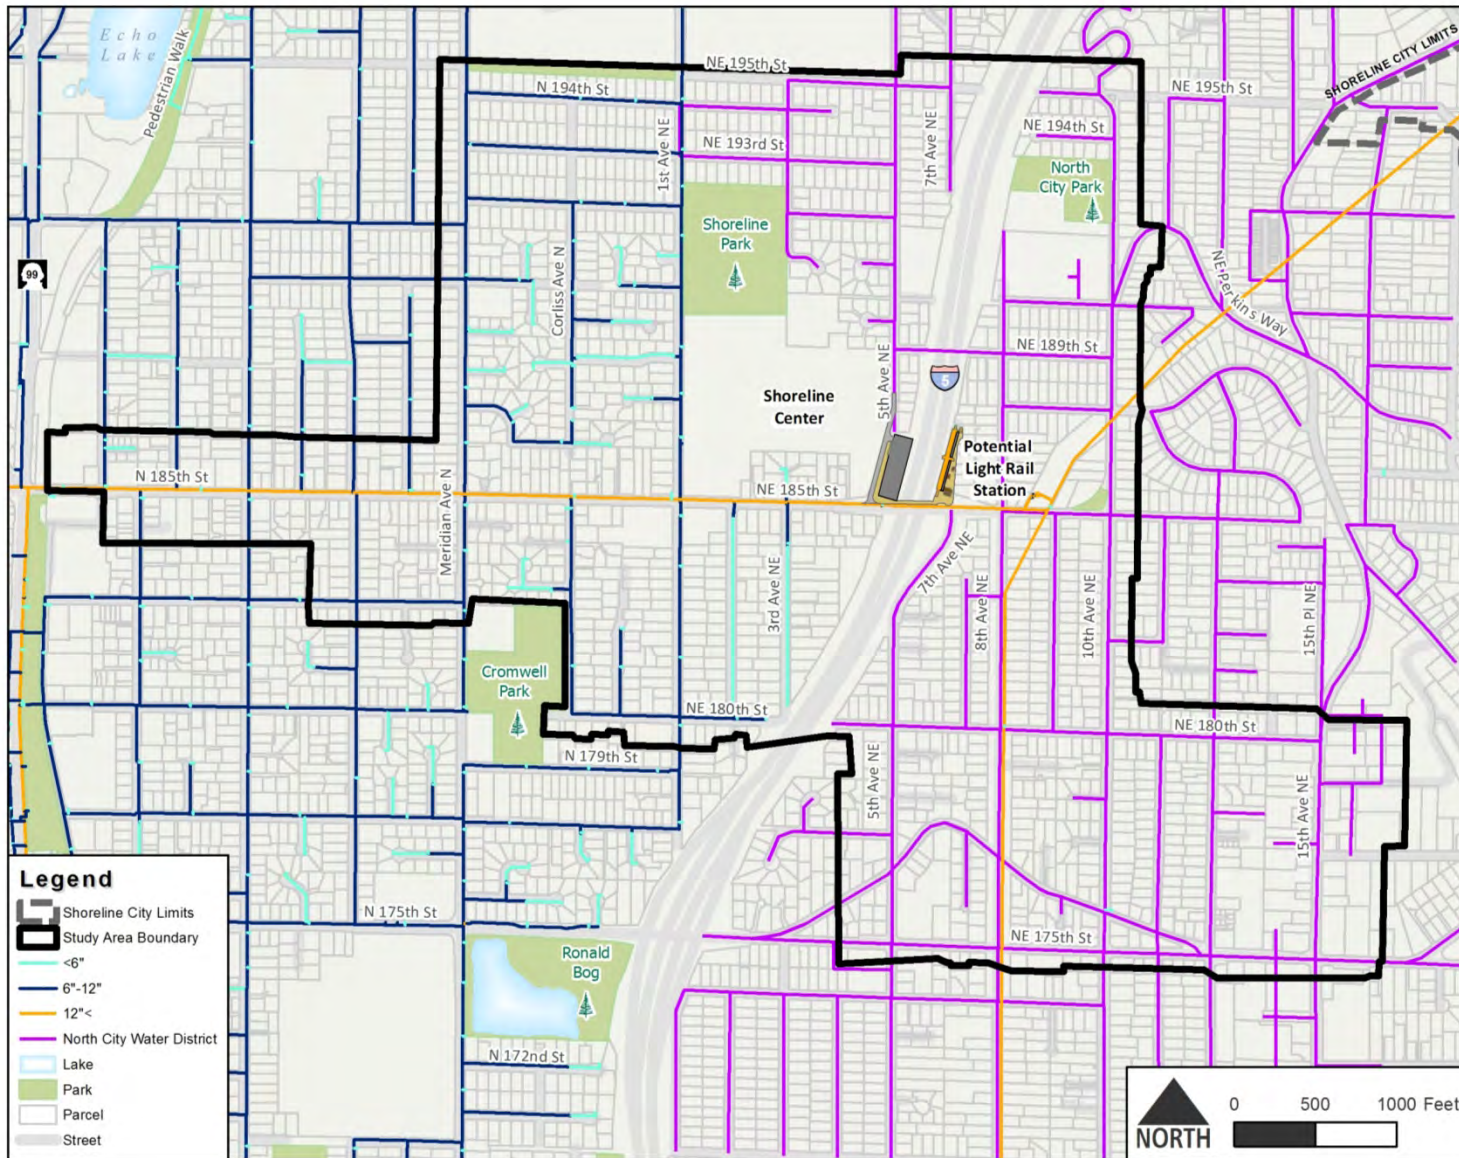 Echo
Lake
Pedestrian Walk
NE 195th St
N 194th St
1st Ave NE
NE 193rd St
7th Ave NE
NE 194th St
NE 195th St
SHORELINE CITY LIMITS
North
City Park
Shoreline
Park
99
Corliss Ave N
NE Perkins Way
NE 189th St
5
5th Ave NE
Shoreline
Center
Potential
Light Rail
Station
N 185th St
Meridian Ave N
NE 185th St
7th Ave NE
3rd Ave NE
8th Ave NE
10th Ave NE
15th Pl NE
Cromwell
Park
NE 180th St
NE 180th St
N 179th St
5th Ave NE
15th Ave NE
N 175th St
NE 175th St
Ronald
Bog
N 172nd St
Legend
Shoreline City Limits
Study Area Boundary
<6"
6"-12"
12"<
North City Water District
Lake
Park
Parcel
Street
NORTH
0 500 1000 Feet